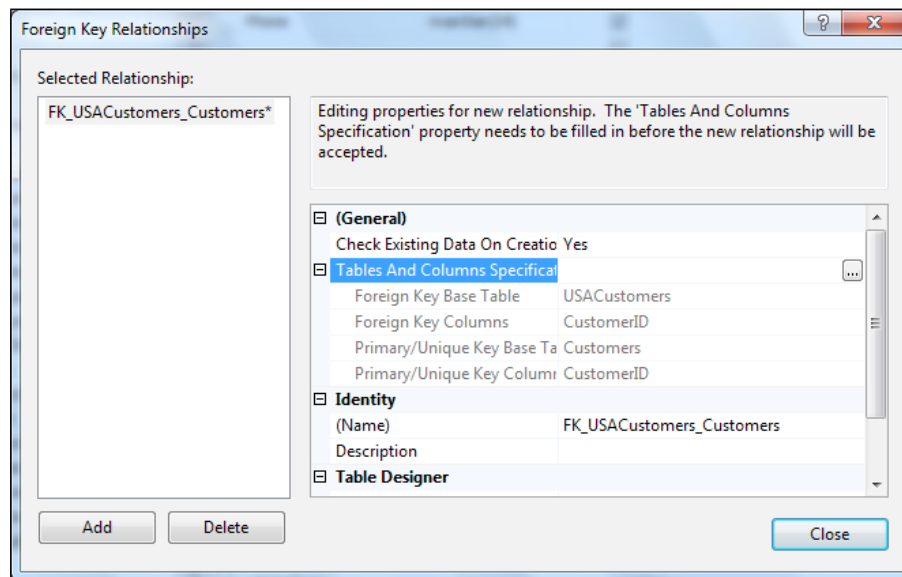 Foreign Key Relationships
?
Selected Relationship:
FK_USACustomers_Customers*
Editing properties for new relationship.  The 'Tables And Columns
Specification' property needs to be filled in before the new relationship will be
accepted.
(General)
Check Existing Data On Creatio Yes
Tables And Columns Specificat ...
Foreign Key Base Table USACustomers
Foreign Key Columns CustomerID
Primary/Unique Key Base Ta Customers
Primary/Unique Key Column CustomerID
Identity
(Name) FK_USACustomers_Customers
Description
Table Designer
Add Delete
Close